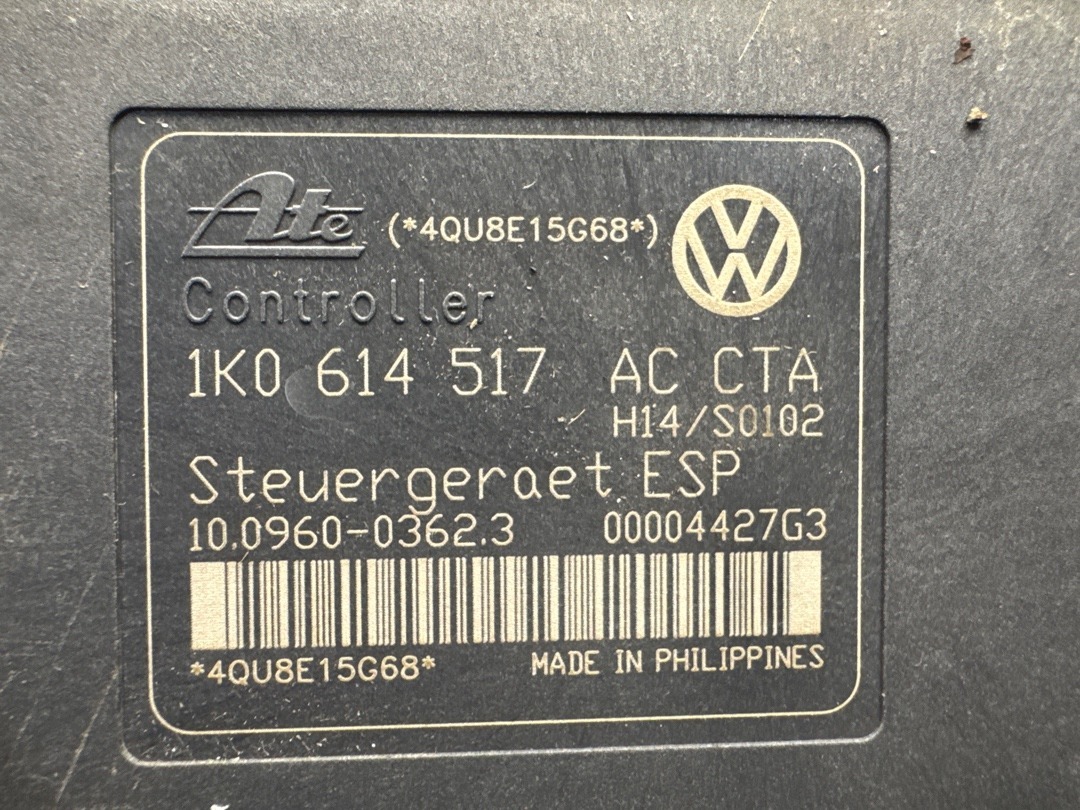 Ate (*4QU8E15G68*)
Controller
1K0 614 517 AC CTA
H14/S0102
Steuergeraet ESP
10.0960-0362.3 00004427G3
*4QU8E15G68* MADE IN PHILIPPINES